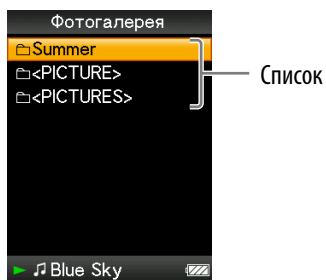 Фотогалерея
Summer
<PICTURE>
<PICTURES>
Список
Blue Sky